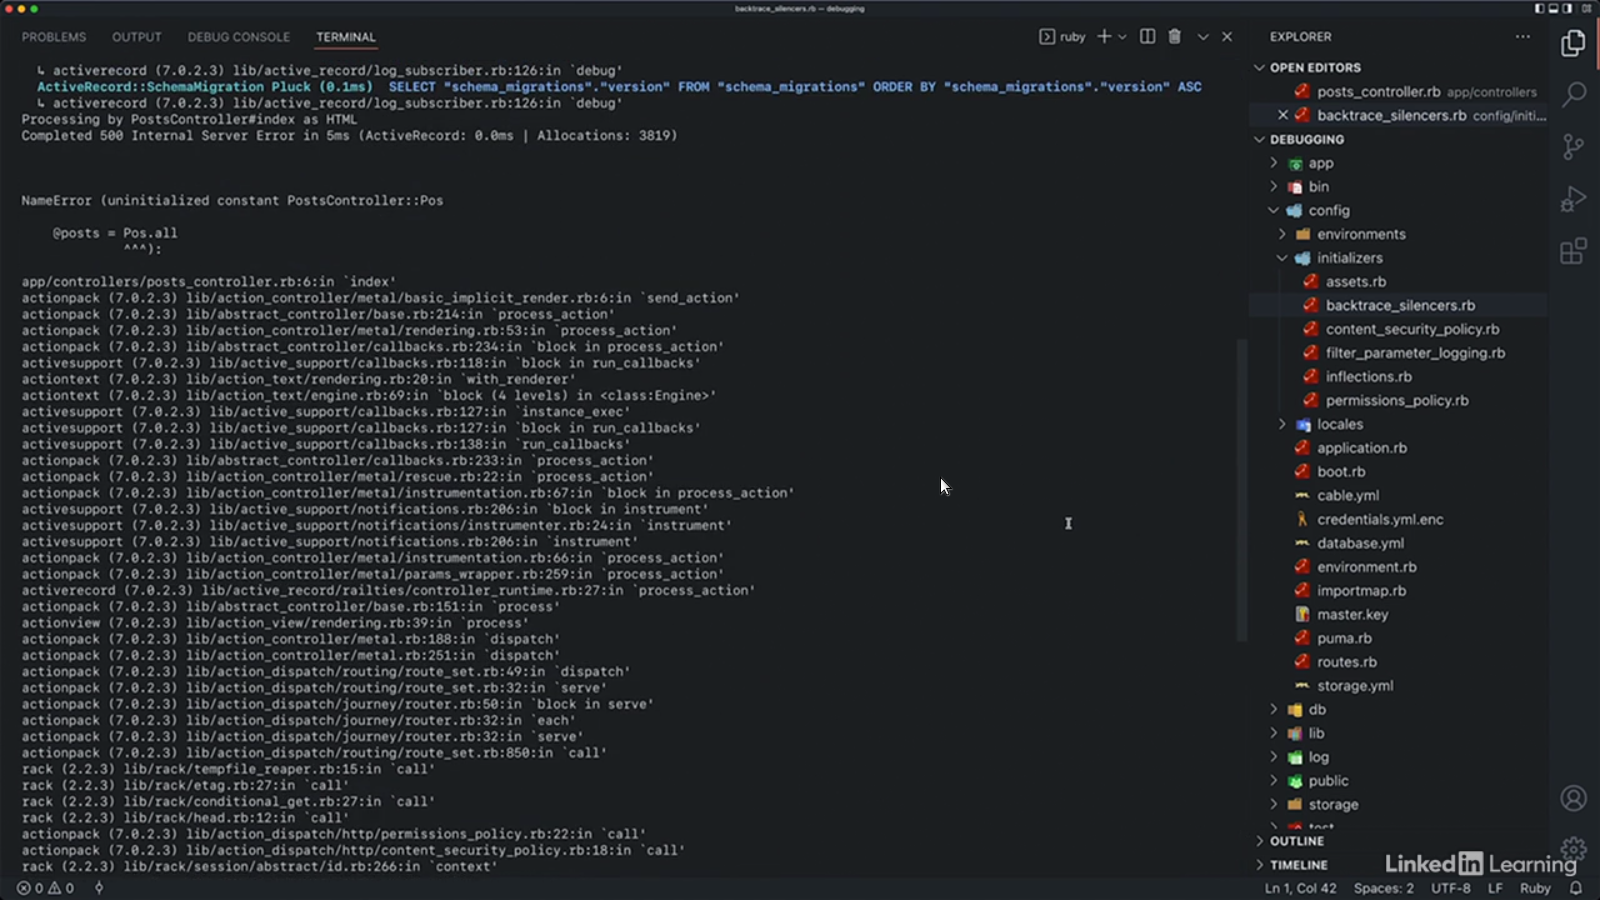 backtrace_silencers.rb — debugging
PROBLEMS
OUTPUT
DEBUG CONSOLE
TERMINAL
ruby
↳ activerecord (7.0.2.3) lib/active_record/log_subscriber.rb:126:in `debug'
ActiveRecord::SchemaMigration Pluck (0.1ms)  SELECT "schema_migrations"."version" FROM "schema_migrations" ORDER BY "schema_migrations"."version" ASC
↳ activerecord (7.0.2.3) lib/active_record/log_subscriber.rb:126:in `debug'
Processing by PostsController#index as HTML
Completed 500 Internal Server Error in 5ms (ActiveRecord: 0.0ms | Allocations: 3819)
NameError (uninitialized constant PostsController::Pos
@posts = Pos.all
^^^):
app/controllers/posts_controller.rb:6:in `index'
actionpack (7.0.2.3) lib/action_controller/metal/basic_implicit_render.rb:6:in `send_action'
actionpack (7.0.2.3) lib/abstract_controller/base.rb:214:in `process_action'
actionpack (7.0.2.3) lib/action_controller/metal/rendering.rb:53:in `process_action'
actionpack (7.0.2.3) lib/abstract_controller/callbacks.rb:234:in `block in process_action'
activesupport (7.0.2.3) lib/active_support/callbacks.rb:118:in `block in run_callbacks'
actiontext (7.0.2.3) lib/action_text/rendering.rb:20:in `with_renderer'
actiontext (7.0.2.3) lib/action_text/engine.rb:69:in `block (4 levels) in <class:Engine>'
activesupport (7.0.2.3) lib/active_support/callbacks.rb:127:in `instance_exec'
activesupport (7.0.2.3) lib/active_support/callbacks.rb:127:in `block in run_callbacks'
activesupport (7.0.2.3) lib/active_support/callbacks.rb:138:in `run_callbacks'
actionpack (7.0.2.3) lib/abstract_controller/callbacks.rb:233:in `process_action'
actionpack (7.0.2.3) lib/action_controller/metal/rescue.rb:22:in `process_action'
actionpack (7.0.2.3) lib/action_controller/metal/instrumentation.rb:67:in `block in process_action'
activesupport (7.0.2.3) lib/active_support/notifications.rb:206:in `block in instrument'
activesupport (7.0.2.3) lib/active_support/notifications/instrumenter.rb:24:in `instrument'
activesupport (7.0.2.3) lib/active_support/notifications.rb:206:in `instrument'
actionpack (7.0.2.3) lib/action_controller/metal/instrumentation.rb:66:in `process_action'
actionpack (7.0.2.3) lib/action_controller/metal/params_wrapper.rb:259:in `process_action'
activerecord (7.0.2.3) lib/active_record/railties/controller_runtime.rb:27:in `process_action'
actionpack (7.0.2.3) lib/abstract_controller/base.rb:151:in `process'
actionview (7.0.2.3) lib/action_view/rendering.rb:39:in `process'
actionpack (7.0.2.3) lib/action_controller/metal.rb:188:in `dispatch'
actionpack (7.0.2.3) lib/action_controller/metal.rb:251:in `dispatch'
actionpack (7.0.2.3) lib/action_dispatch/routing/route_set.rb:49:in `dispatch'
actionpack (7.0.2.3) lib/action_dispatch/routing/route_set.rb:32:in `serve'
actionpack (7.0.2.3) lib/action_dispatch/journey/router.rb:50:in `block in serve'
actionpack (7.0.2.3) lib/action_dispatch/journey/router.rb:32:in `each'
actionpack (7.0.2.3) lib/action_dispatch/journey/router.rb:32:in `serve'
actionpack (7.0.2.3) lib/action_dispatch/routing/route_set.rb:850:in `call'
rack (2.2.3) lib/rack/tempfile_reaper.rb:15:in `call'
rack (2.2.3) lib/rack/etag.rb:27:in `call'
rack (2.2.3) lib/rack/conditional_get.rb:27:in `call'
rack (2.2.3) lib/rack/head.rb:12:in `call'
actionpack (7.0.2.3) lib/action_dispatch/http/permissions_policy.rb:22:in `call'
actionpack (7.0.2.3) lib/action_dispatch/http/content_security_policy.rb:18:in `call'
rack (2.2.3) lib/rack/session/abstract/id.rb:266:in `context'
EXPLORER
OPEN EDITORS
posts_controller.rb app/controllers
backtrace_silencers.rb config/initi...
DEBUGGING
app
bin
config
environments
initializers
assets.rb
backtrace_silencers.rb
content_security_policy.rb
filter_parameter_logging.rb
inflections.rb
permissions_policy.rb
locales
application.rb
boot.rb
cable.yml
credentials.yml.enc
database.yml
environment.rb
importmap.rb
master.key
puma.rb
routes.rb
storage.yml
db
lib
log
public
storage
test
OUTLINE
TIMELINE
LinkedIn Learning
0 0
Ln 1, Col 42
Spaces: 2
UTF-8
LF
Ruby